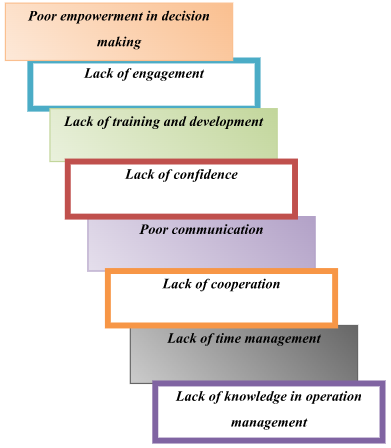 Poor empowerment in decision
making
Lack of engagement
Lack of training and development
Lack of confidence
Poor communication
Lack of cooperation
Lack of time management
Lack of knowledge in operation
management